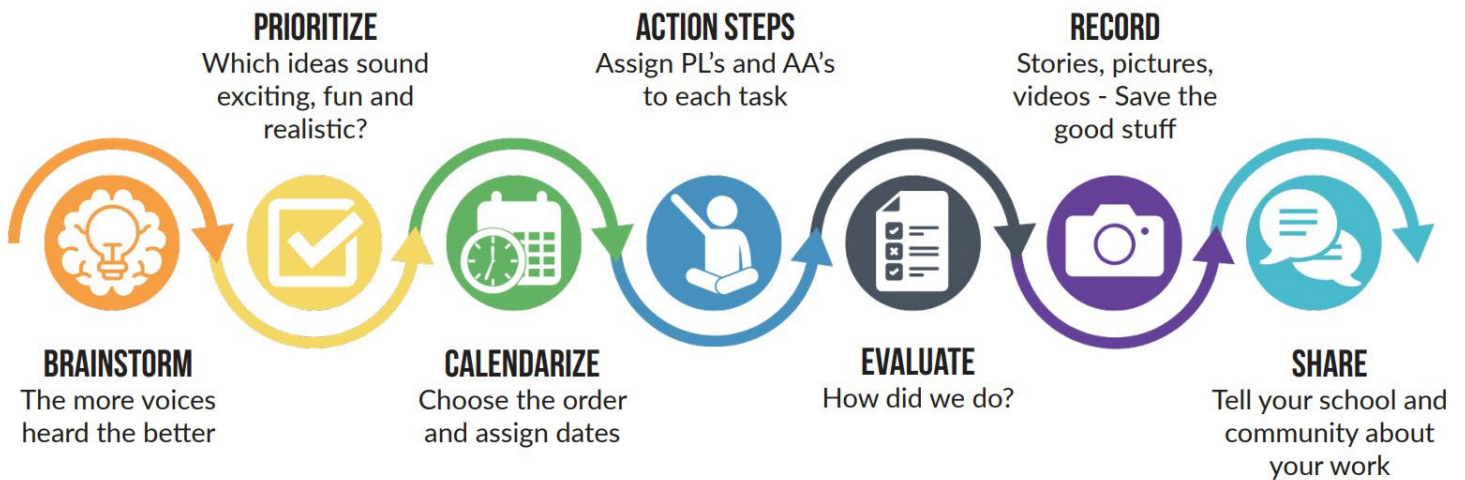 PRIORITIZE
Which ideas sound
exciting, fun and
realistic?
ACTION STEPS
Assign PL's and AA's
to each task
RECORD
Stories, pictures,
videos - Save the
good stuff
BRAINSTORM
The more voices
heard the better
CALENDARIZE
Choose the order
and assign dates
EVALUATE
How did we do?
SHARE
Tell your school and
community about
your work